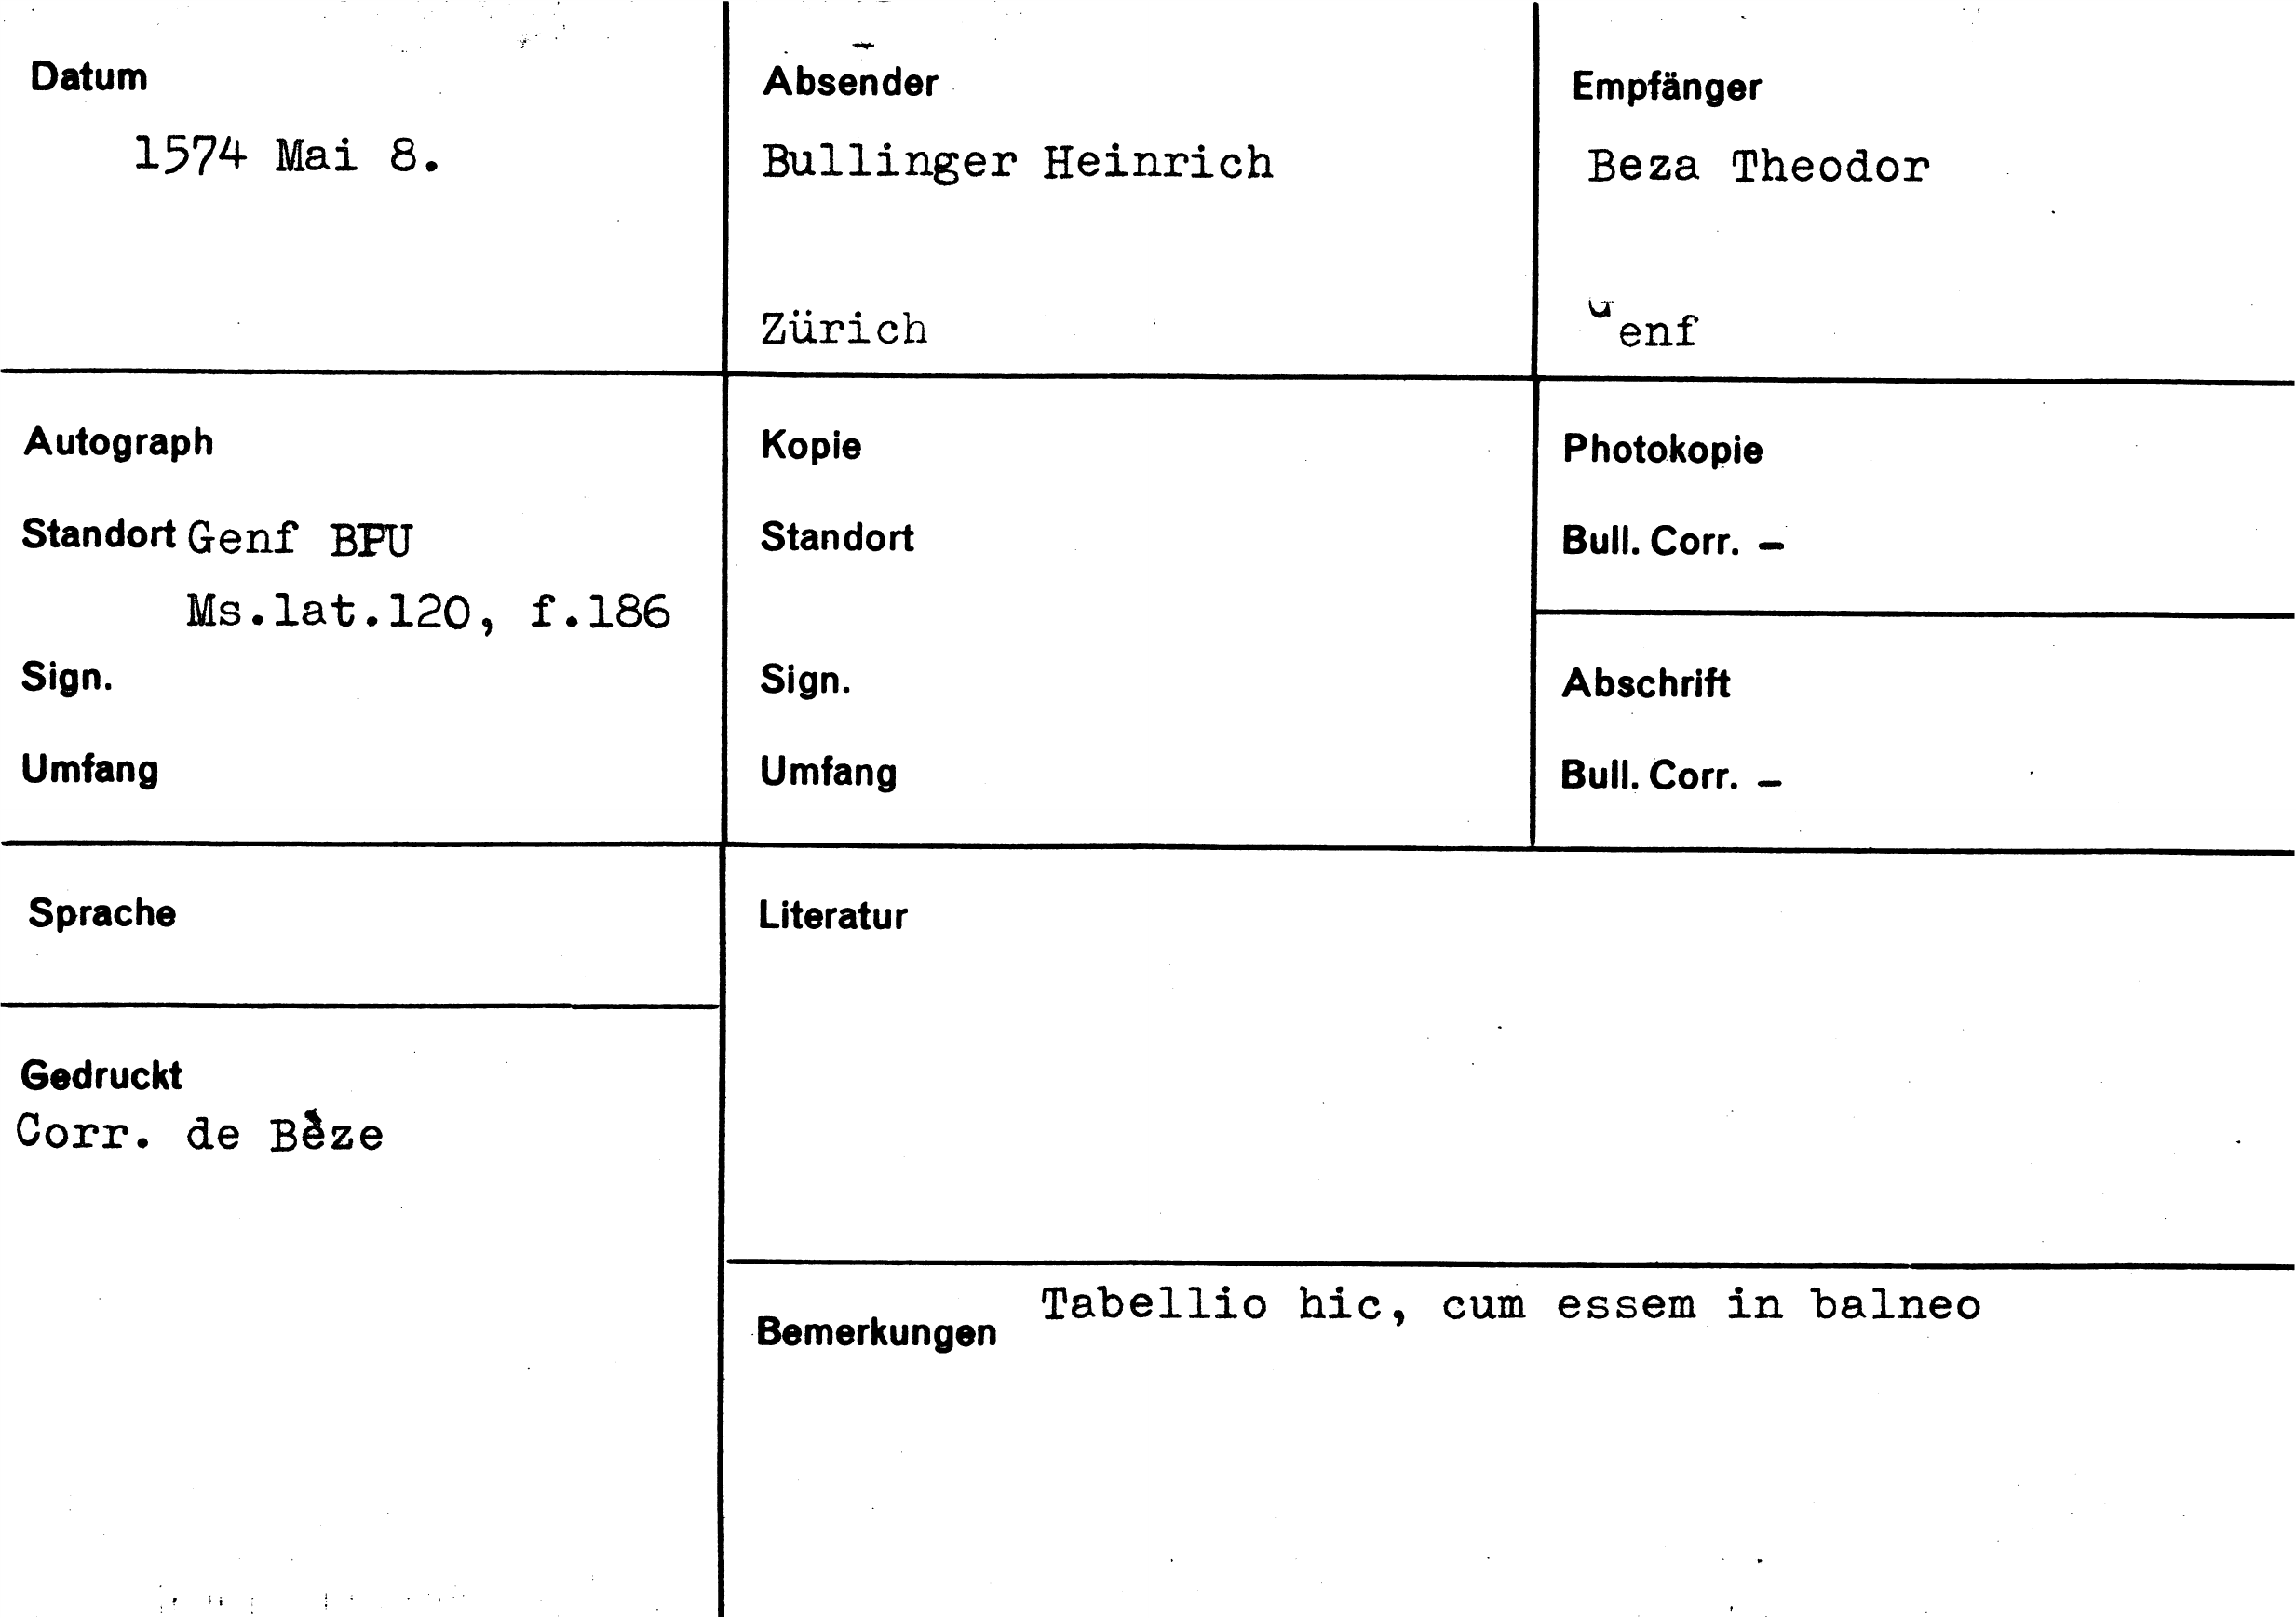 Datum
1574 Mai 8.
Absender
Bullinger Heinrich
Zürich
Empfänger
Beza Theodor
Genf
Autograph
Standort Genf BPU
Ms.lat.120, f.186
Sign.
Umfang
Kopie
Standort
Sign.
Umfang
Photokopie
Bull. Corr. –
Abschrift
Bull. Corr. –
Sprache
Gedruckt
Corr. de Bèze
Literatur
Bemerkungen Tabellio hic, cum essem in balneo